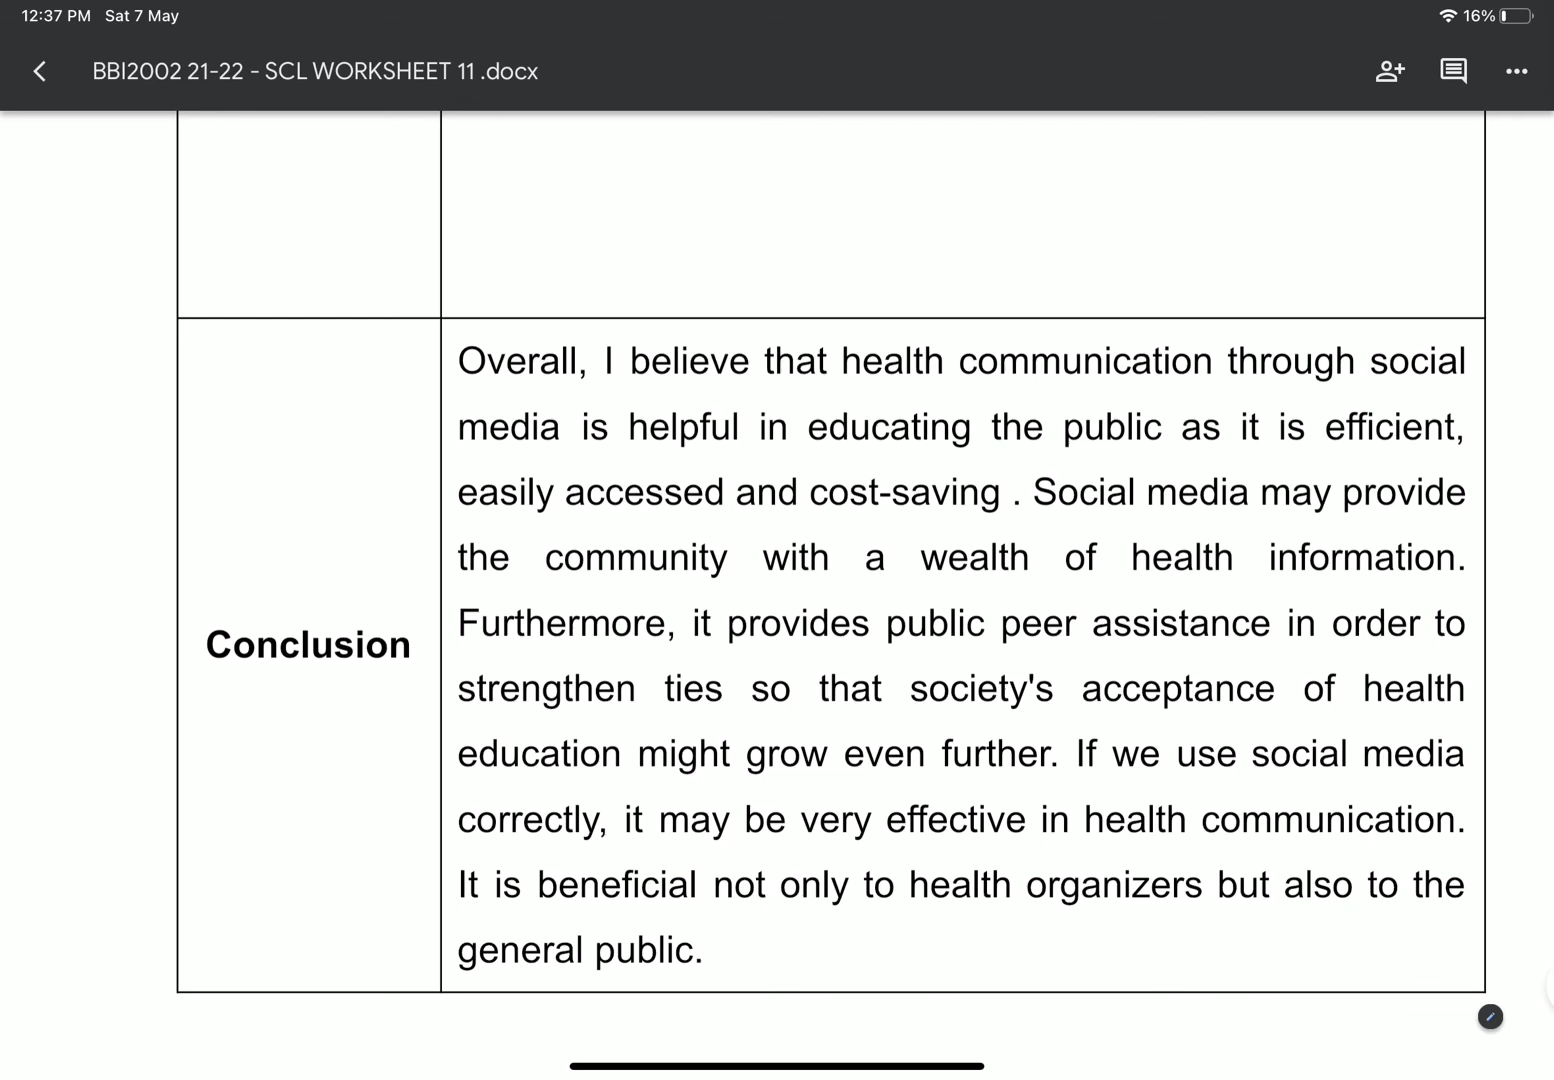 12:37 PM Sat 7 May
16%
BBI2002 21-22 - SCL WORKSHEET 11 .docx
Conclusion
Overall, I believe that health communication through social
media is helpful in educating the public as it is efficient,
easily accessed and cost-saving . Social media may provide
the community with a wealth of health information.
Furthermore, it provides public peer assistance in order to
strengthen ties so that society's acceptance of health
education might grow even further. If we use social media
correctly, it may be very effective in health communication.
It is beneficial not only to health organizers but also to the
general public.